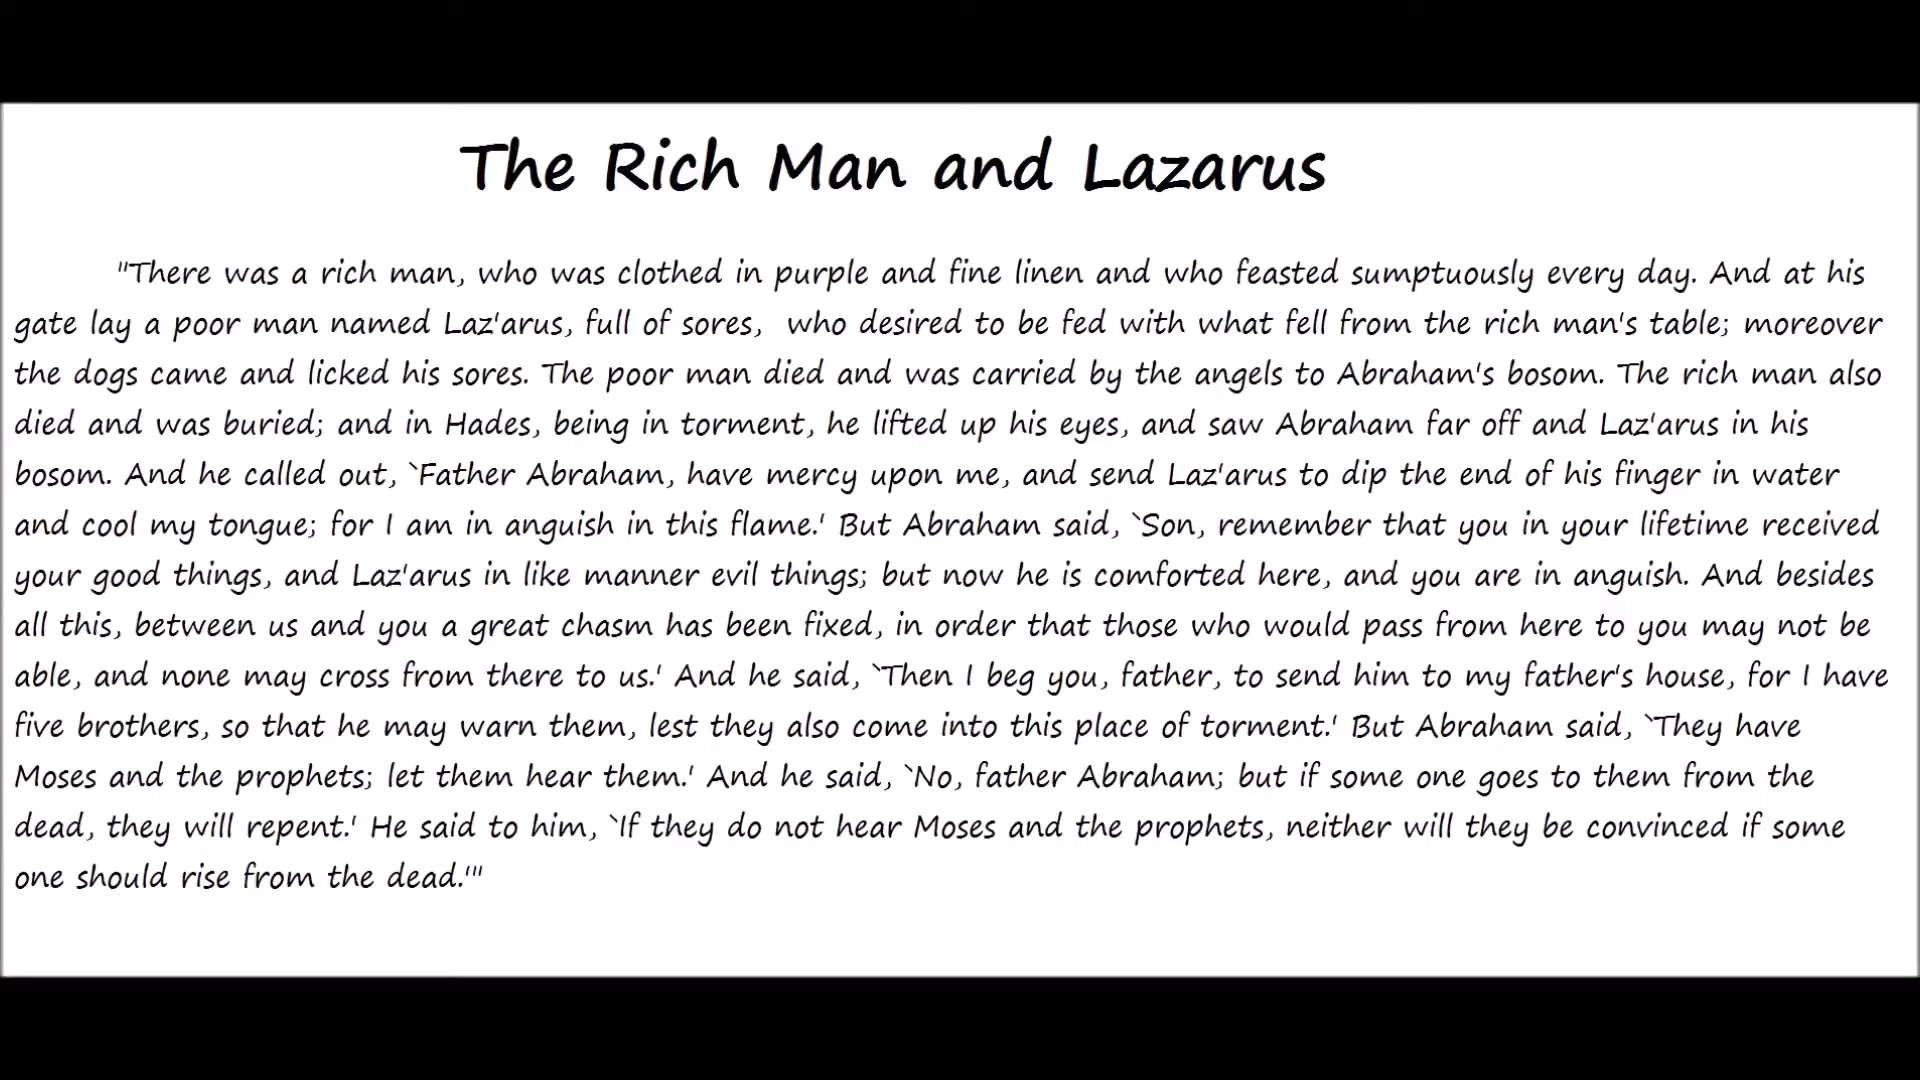 The Rich Man and Lazarus
"There was a rich man, who was clothed in purple and fine linen and who feasted sumptuously every day. And at his
gate lay a poor man named Laz'arus, full of sores,  who desired to be fed with what fell from the rich man's table; moreover
the dogs came and licked his sores. The poor man died and was carried by the angels to Abraham's bosom. The rich man also
died and was buried; and in Hades, being in torment, he lifted up his eyes, and saw Abraham far off and Laz'arus in his
bosom. And he called out, `Father Abraham, have mercy upon me, and send Laz'arus to dip the end of his finger in water
and cool my tongue; for I am in anguish in this flame.' But Abraham said, `Son, remember that you in your lifetime received
your good things, and Laz'arus in like manner evil things; but now he is comforted here, and you are in anguish. And besides
all this, between us and you a great chasm has been fixed, in order that those who would pass from here to you may not be
able, and none may cross from there to us.' And he said, `Then I beg you, father, to send him to my father's house, for I have
five brothers, so that he may warn them, lest they also come into this place of torment.' But Abraham said, `They have
Moses and the prophets; let them hear them.' And he said, `No, father Abraham; but if some one goes to them from the
dead, they will repent.' He said to him, `If they do not hear Moses and the prophets, neither will they be convinced if some
one should rise from the dead.'"